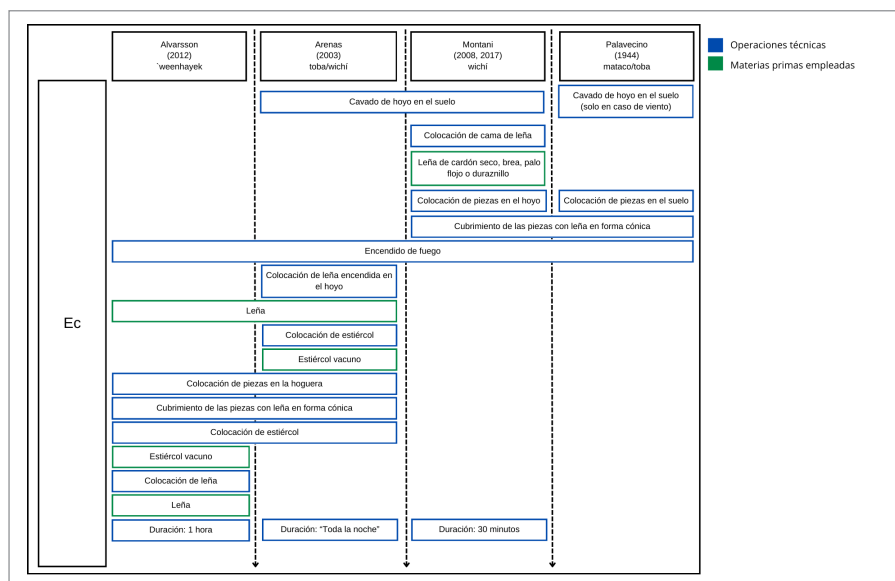 Alvarsson
(2012)
`weenhayek
Arenas
(2003)
toba/wichí
Montani
(2008, 2017)
wichí
Palavecino
(1944)
mataco/toba
Operaciones técnicas
Materias primas empleadas
Ec
Cavado de hoyo en el suelo
Cavado de hoyo en el suelo
(solo en caso de viento)
Colocación de cama de leña
Leña de cardón seco, brea, palo
flojo o duraznillo
Colocación de piezas en el hoyo
Colocación de piezas en el suelo
Cubrimiento de las piezas con leña en forma cónica
Encendido de fuego
Colocación de leña encendida en
el hoyo
Leña
Colocación de estiércol
Estiércol vacuno
Colocación de piezas en la hoguera
Cubrimiento de las piezas con leña en forma cónica
Colocación de estiércol
Estiércol vacuno
Colocación de leña
Leña
Duración: 1 hora
Duración: “Toda la noche”
Duración: 30 minutos